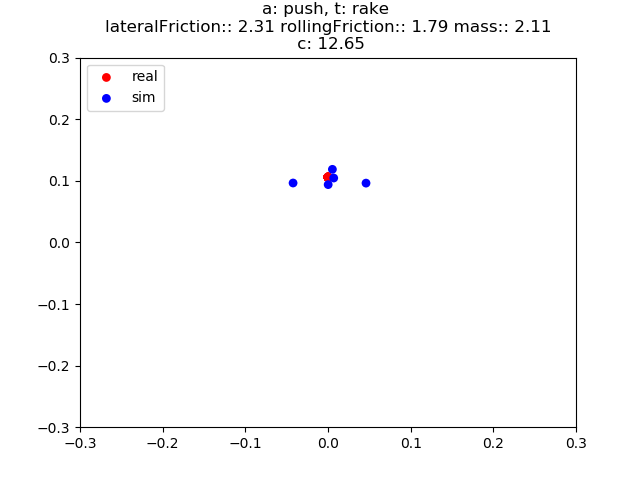 a: push, t: rake
lateralFriction:: 2.31 rollingFriction:: 1.79 mass:: 2.11
c: 12.65
real
sim
0.3
0.2
0.1
0.0
−0.1
−0.2
−0.3
−0.3 −0.2 −0.1 0.0 0.1 0.2 0.3